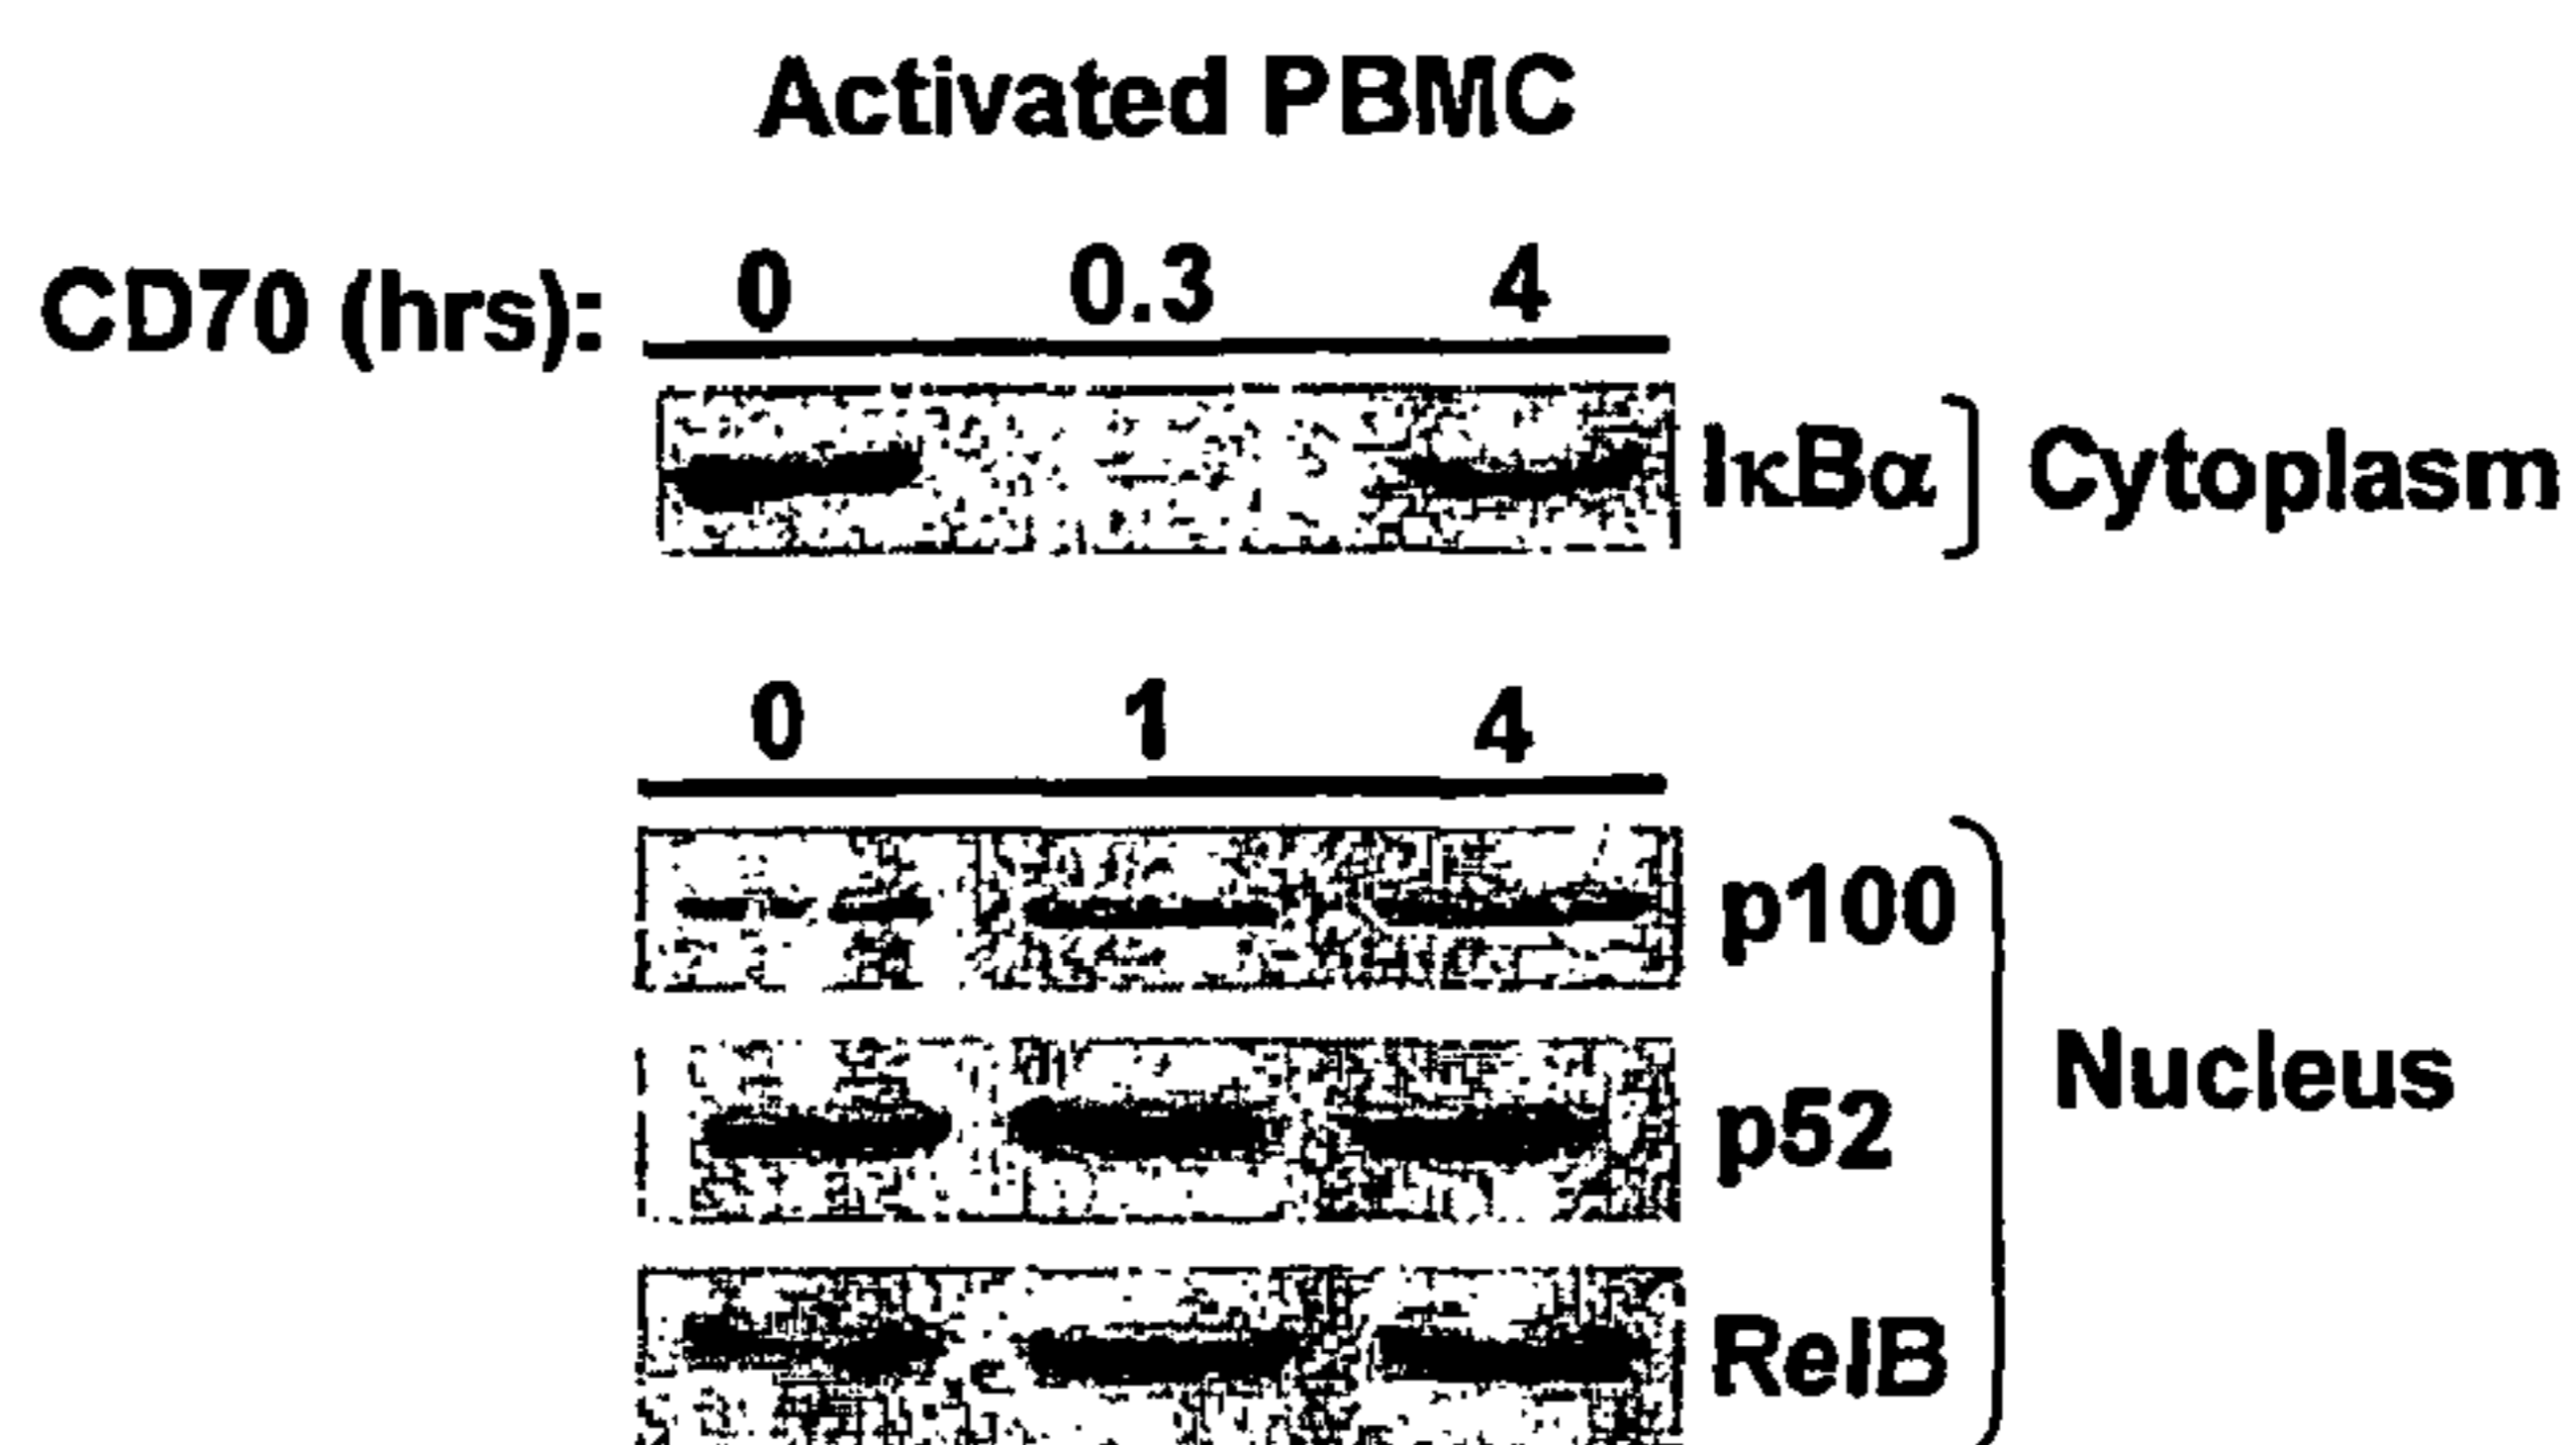 Activated PBMC
CD70 (hrs): 0 0.3 4
IκBα Cytoplasm
0 1 4
p100
p52 Nucleus
RelB